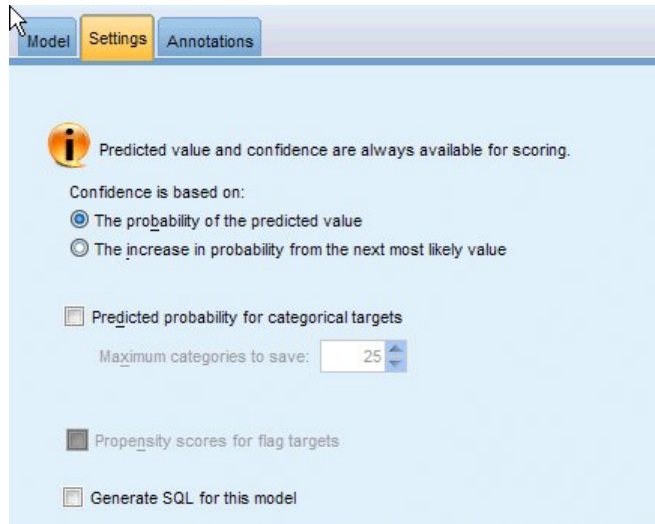 Model Settings Annotations
Predicted value and confidence are always available for scoring.
Confidence is based on:
The probability of the predicted value
The increase in probability from the next most likely value
Predicted probability for categorical targets
Maximum categories to save: 25
Propensity scores for flag targets
Generate SQL for this model